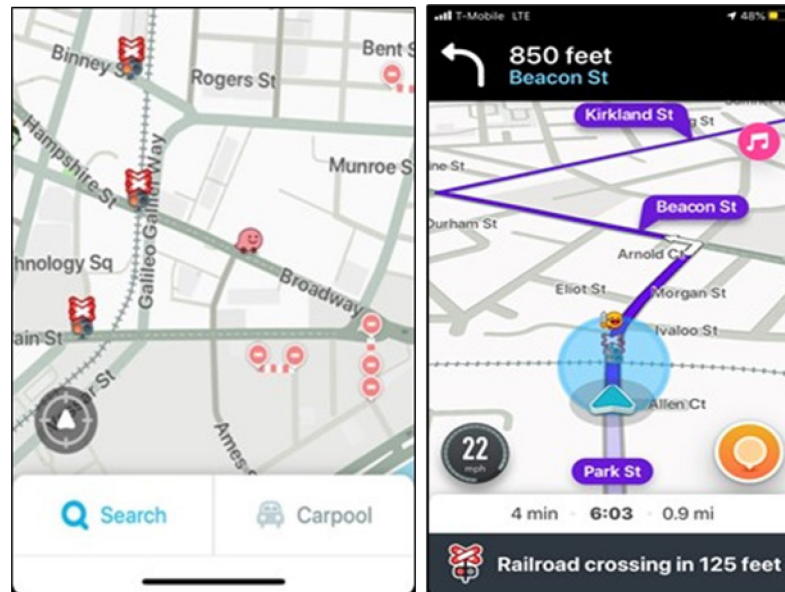 Binney S
Bent S
Rogers St
Hampshire St
Munroe S
Galileo Galilei Way
hnology Sq
Broadway
ain St
Ames
Search
Carpool
T-Mobile LTE
48%
850 feet
Beacon St
Kirkland St
g St
ine St
Beacon St
Durham St
Arnold Ct
Eliot St
Morgan St
Ivaloo St
Allen Ct
22
mph
Park St
4 min · 6:03 · 0.9 mi
Railroad crossing in 125 feet